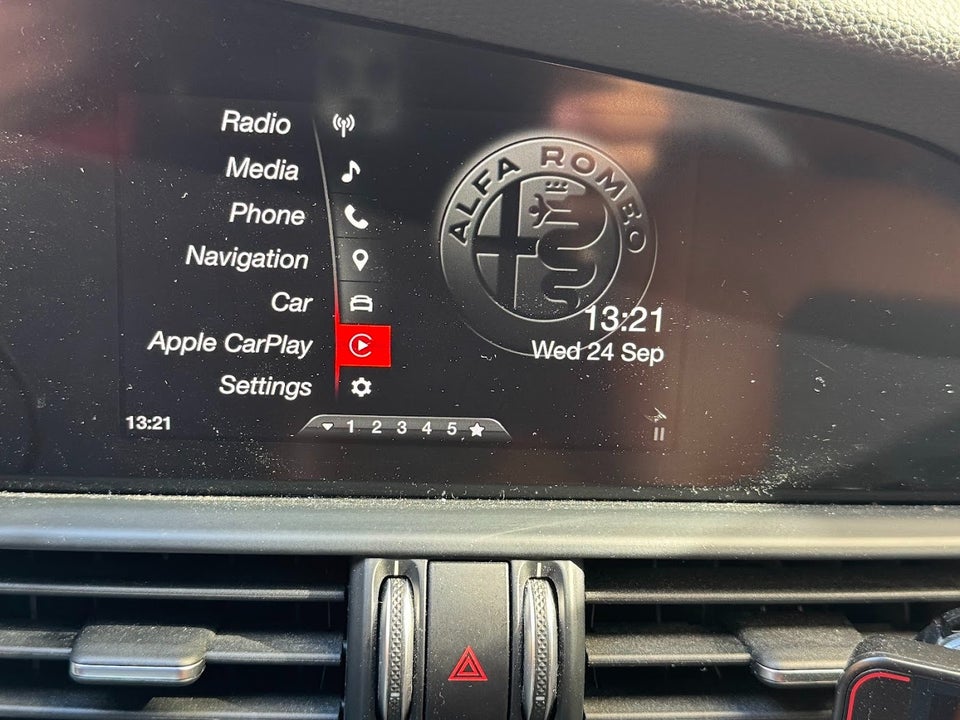 Radio
Media
Phone
Navigation
Car
Apple CarPlay
Settings
ALFA ROMEO
13:21
Wed 24 Sep
13:21
1 2 3 4 5